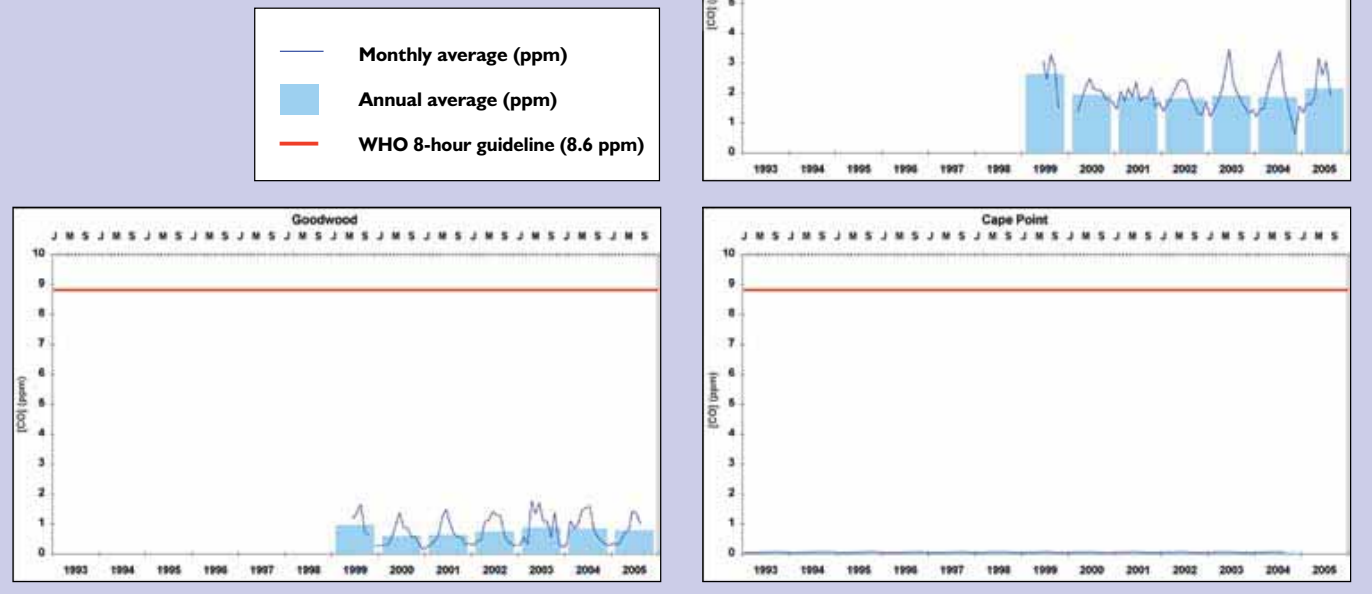 Monthly average (ppm)
Annual average (ppm)
WHO 8-hour guideline (8.6 ppm)
[CO] (
5
4
3
2
1
0
1993 1994 1995 1996 1997 1998 1999 2000 2001 2002 2003 2004 2005
Goodwood
J M S J M S J M S J M S J M S J M S J M S J M S J M S J M S J M S J M S J M S
10
9
8
7
6
5
4
3
2
1
0
[CO] (ppm)
1993 1994 1995 1996 1997 1998 1999 2000 2001 2002 2003 2004 2005
Cape Point
J M S J M S J M S J M S J M S J M S J M S J M S J M S J M S J M S J M S J M S
10
9
8
7
6
5
4
3
2
1
0
[CO] (ppm)
1993 1994 1995 1996 1997 1998 1999 2000 2001 2002 2003 2004 2005